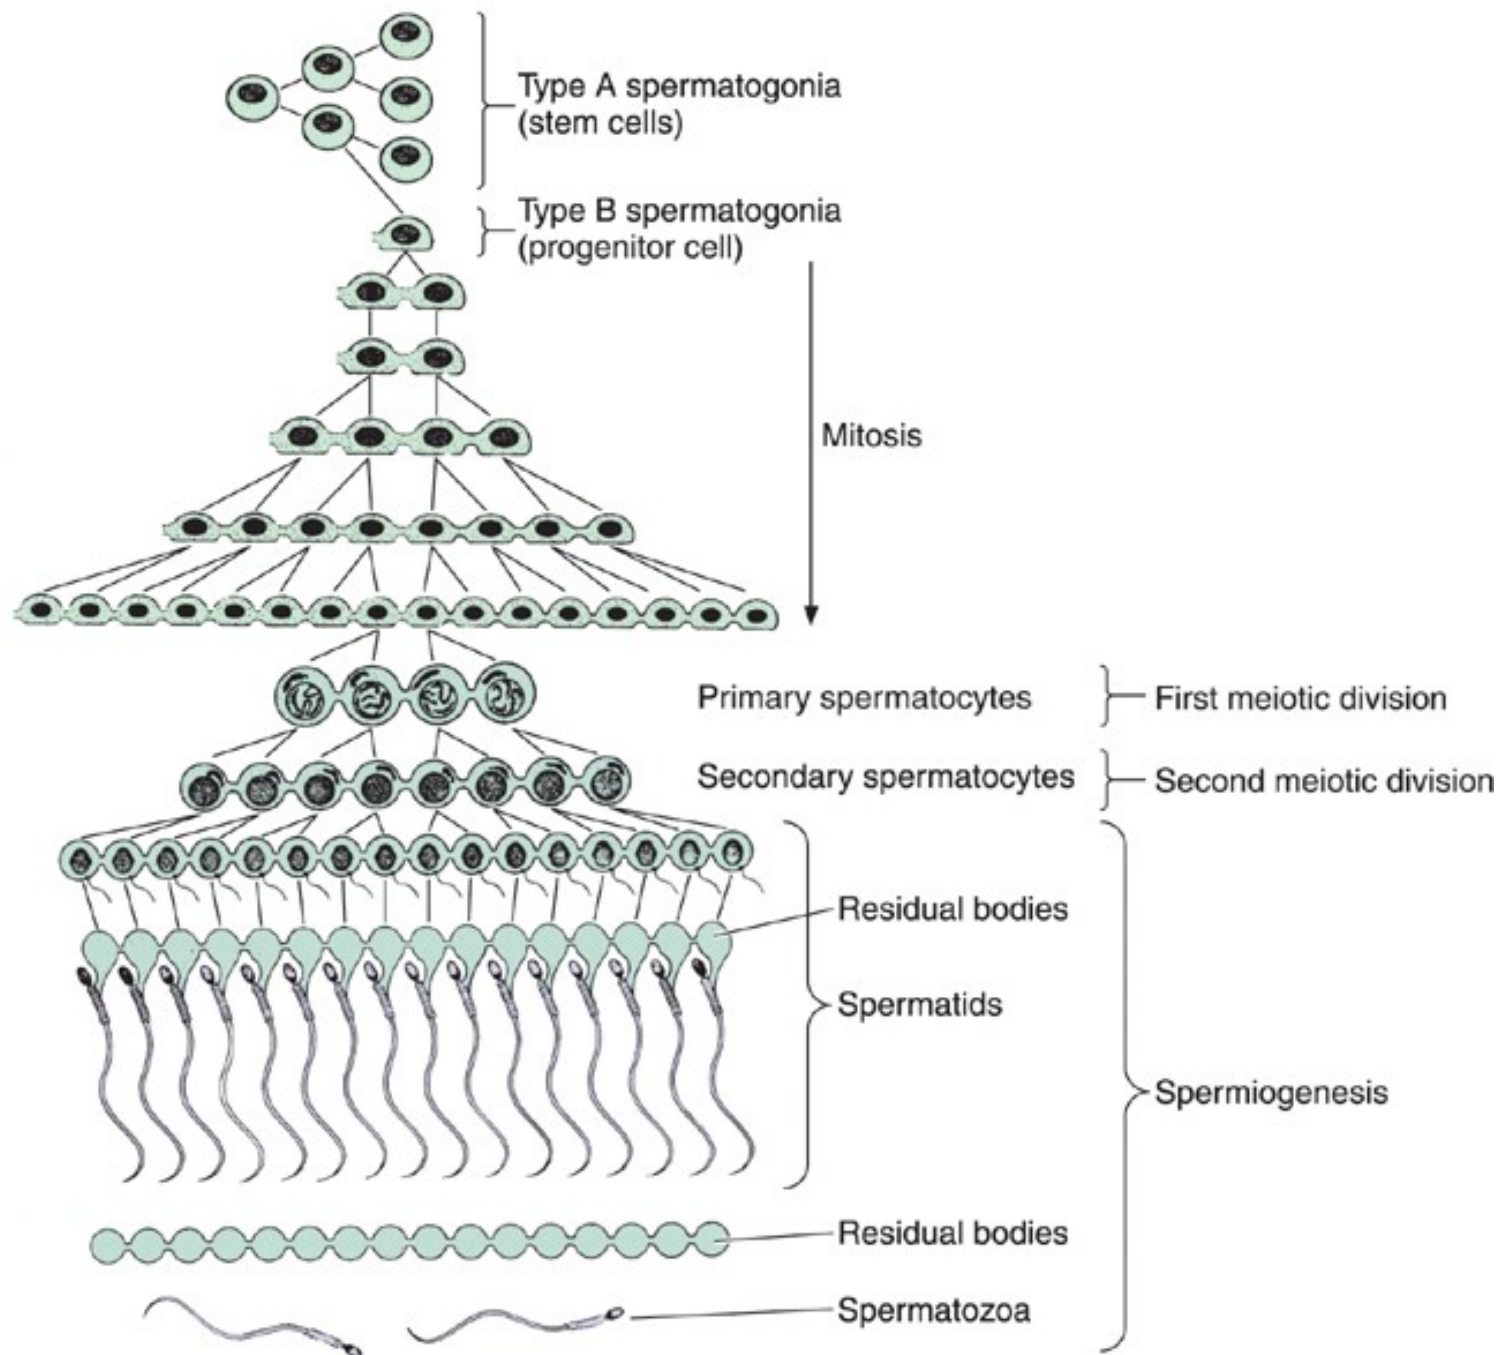 Type A spermatogonia
(stem cells)
Type B spermatogonia
(progenitor cell)
Mitosis
Primary spermatocytes
First meiotic division
Secondary spermatocytes
Second meiotic division
Residual bodies
Spermatids
Spermiogenesis
Residual bodies
Spermatozoa